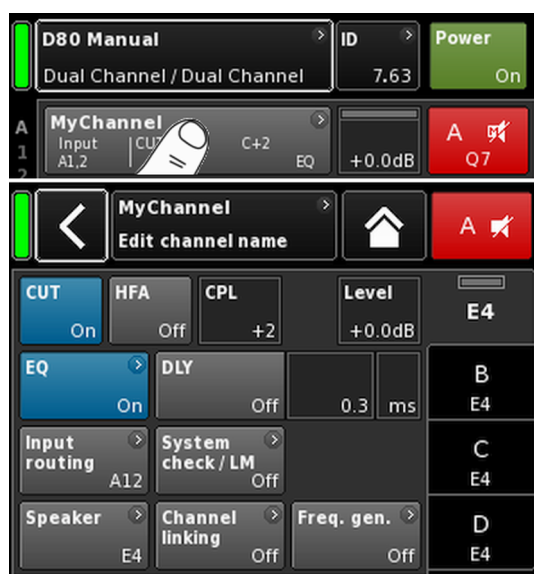 D80 Manual
Dual Channel / Dual Channel
ID
7.63
Power
On
A
1
2
MyChannel
Input
A1,2
CU
C+2
EQ
+0.0dB
A
Q7
MyChannel
Edit channel name
A
CUT
On
HFA
Off
CPL
+2
Level
+0.0dB
E4
EQ
On
DLY
Off
0.3
ms
B
E4
Input
routing
A12
System
check / LM
Off
C
E4
Speaker
E4
Channel
linking
Off
Freq. gen.
Off
D
E4